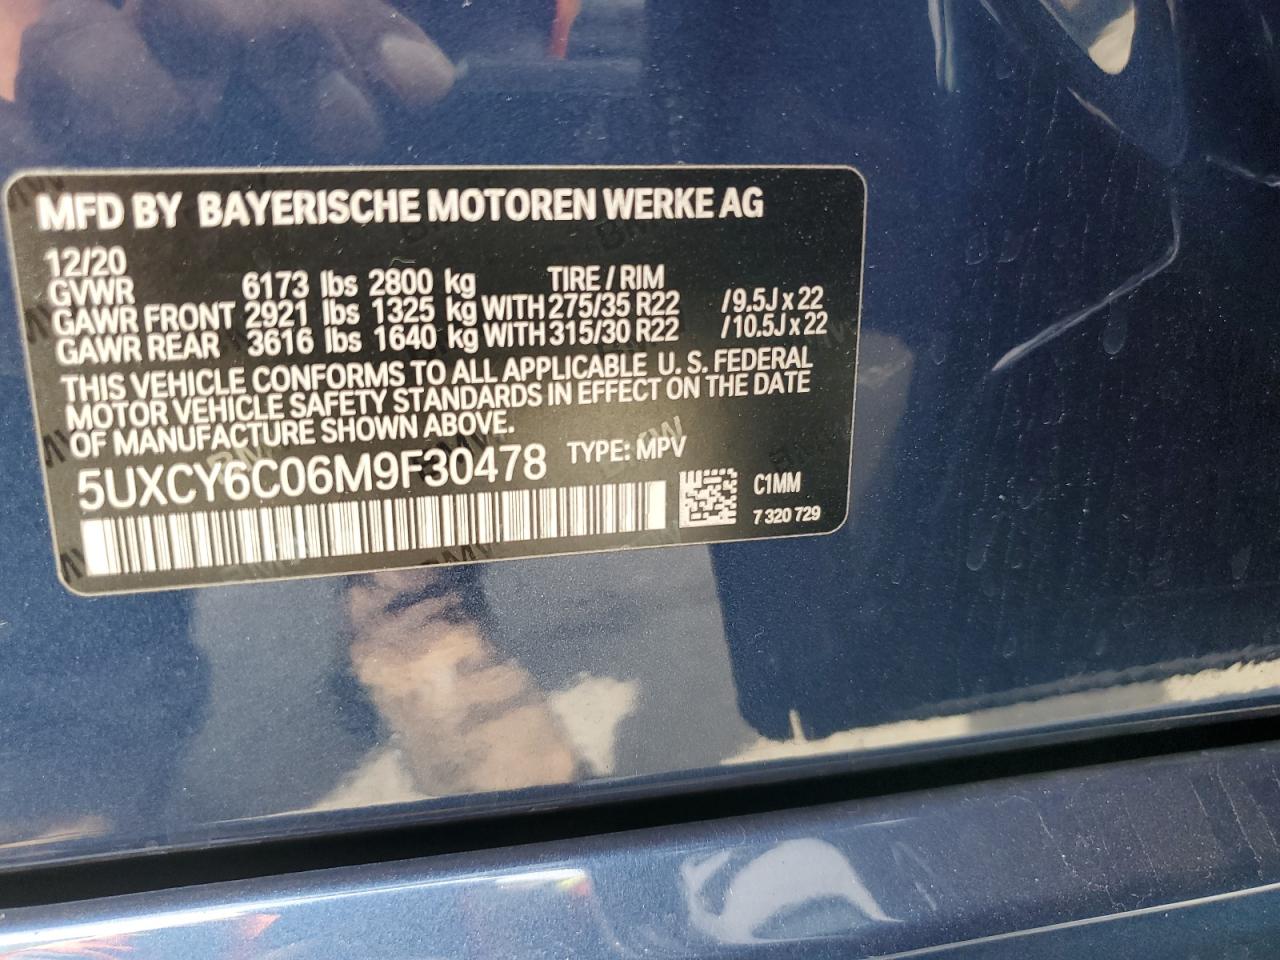 MFD BY BAYERISCHE MOTOREN WERKE AG
12/20
GVWR 6173 lbs 2800 kg TIRE / RIM
GAWR FRONT 2921 lbs 1325 kg WITH 275/35 R22 / 9.5J x 22
GAWR REAR 3616 lbs 1640 kg WITH 315/30 R22 / 10.5J x 22
THIS VEHICLE CONFORMS TO ALL APPLICABLE U. S. FEDERAL
MOTOR VEHICLE SAFETY STANDARDS IN EFFECT ON THE DATE
OF MANUFACTURE SHOWN ABOVE.
5UXCY6C06M9F30478 TYPE: MPV
C1MM
7 320 729